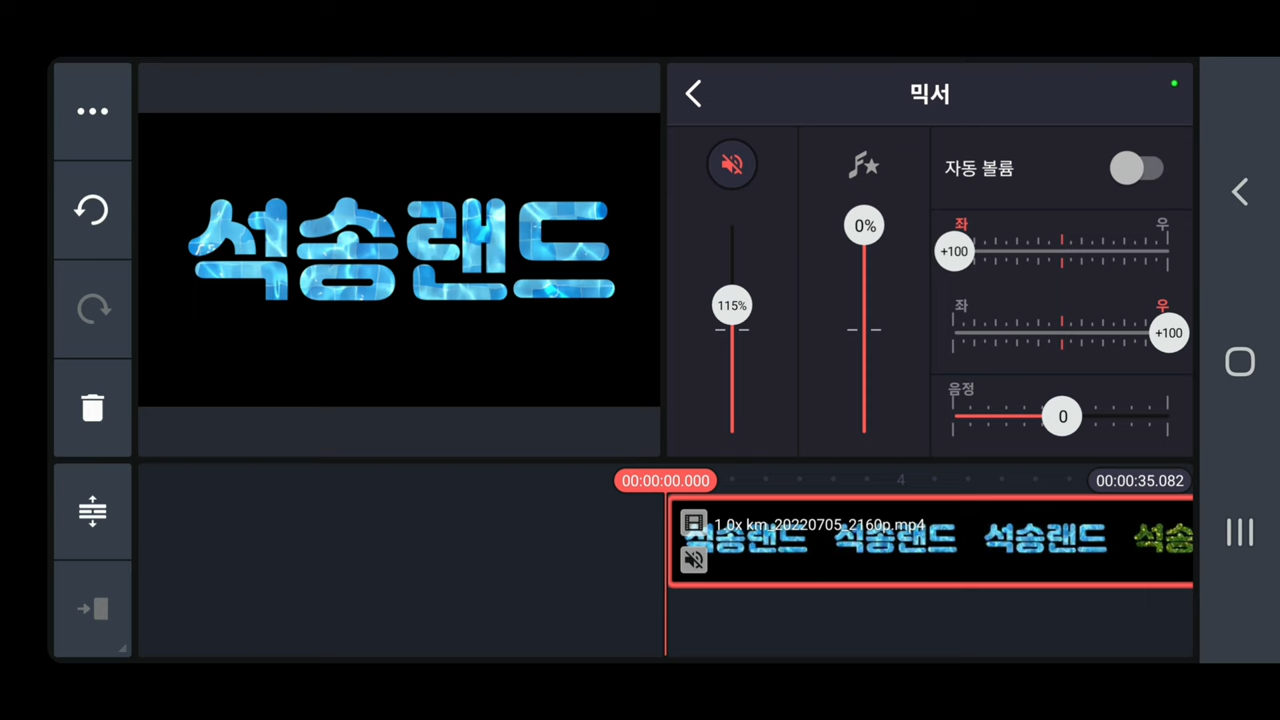 믹서
석송랜드
자동 볼륨
좌 우
+100
0%
115%
좌 우
+100
음정
0
00:00:00.000
4
00:00:35.082
1.0x km_20220705_2160p.mp4
석송랜드 석송랜드 석송랜드 석송